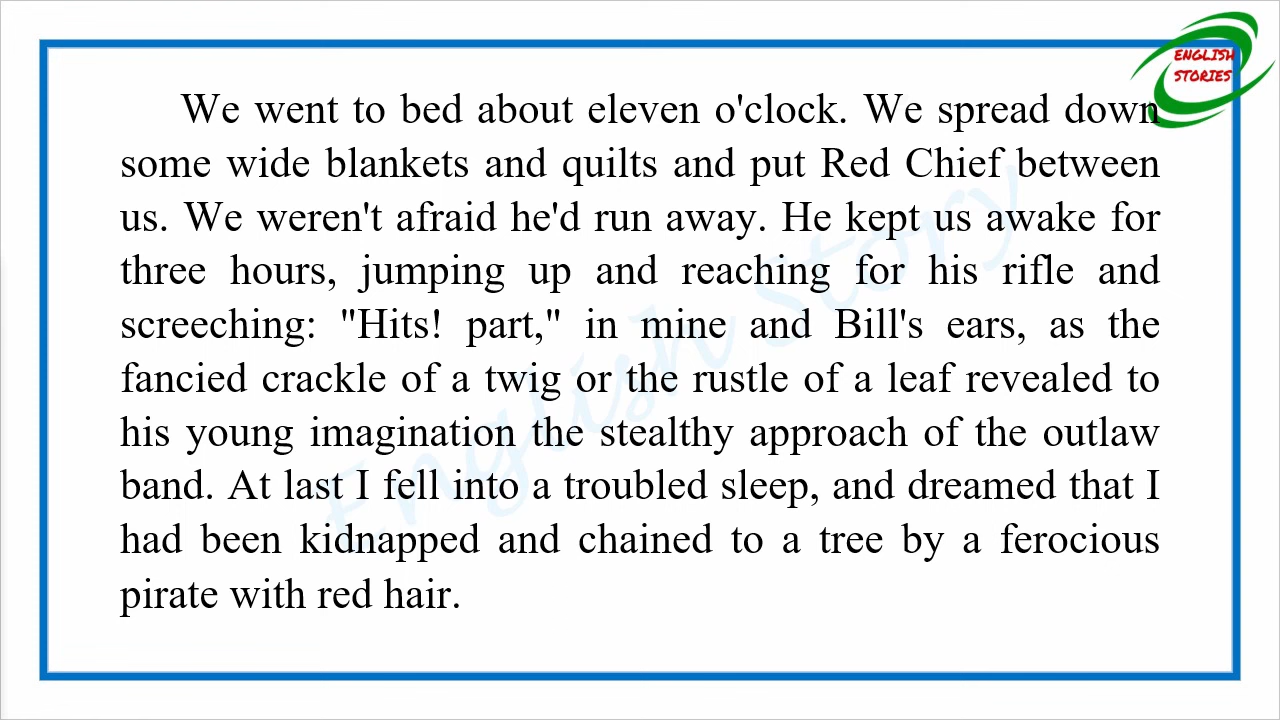 ENGLISH
STORIES
We went to bed about eleven o'clock. We spread down
some wide blankets and quilts and put Red Chief between
us. We weren't afraid he'd run away. He kept us awake for
three hours, jumping up and reaching for his rifle and
screeching: "Hits! part," in mine and Bill's ears, as the
fancied crackle of a twig or the rustle of a leaf revealed to
his young imagination the stealthy approach of the outlaw
band. At last I fell into a troubled sleep, and dreamed that I
had been kidnapped and chained to a tree by a ferocious
pirate with red hair.
English Story